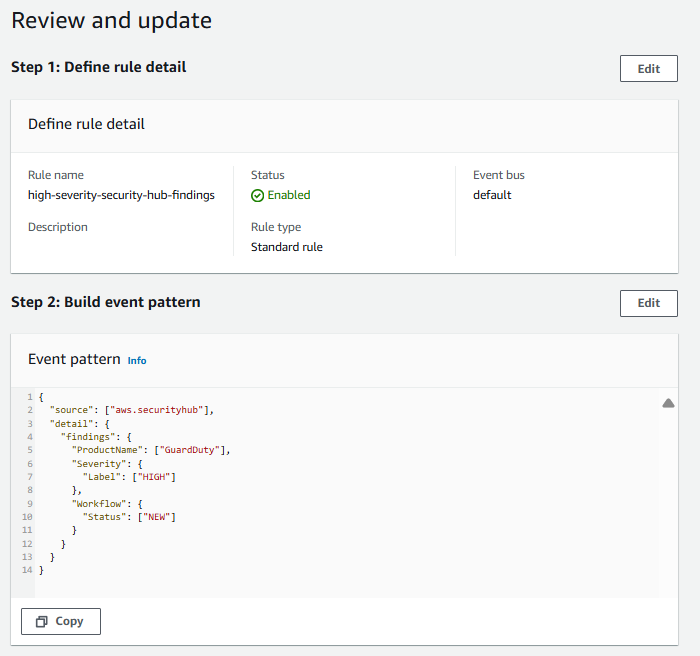 Review and update
Step 1: Define rule detail
Edit
Define rule detail
Rule name
high-severity-security-hub-findings
Status
Enabled
Event bus
default
Description
Rule type
Standard rule
Step 2: Build event pattern
Edit
Event pattern Info
1 {
2   "source": ["aws.securityhub"],
3   "detail": {
4     "findings": {
5       "ProductName": ["GuardDuty"],
6       "Severity": {
7         "Label": ["HIGH"]
8       },
9       "Workflow": {
10         "Status": ["NEW"]
11       }
12     }
13   }
14 }
Copy